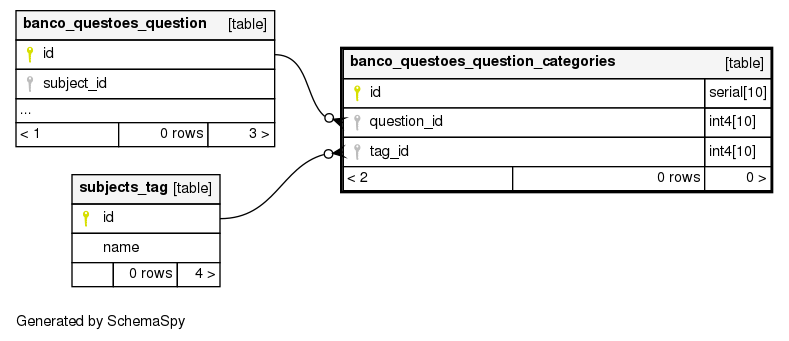 banco_questoes_question [table]
id
subject_id
...
< 1 0 rows 3 >
banco_questoes_question_categories [table]
id serial[10]
question_id int4[10]
tag_id int4[10]
< 2 0 rows 0 >
subjects_tag [table]
id
name
0 rows 4 >
Generated by SchemaSpy